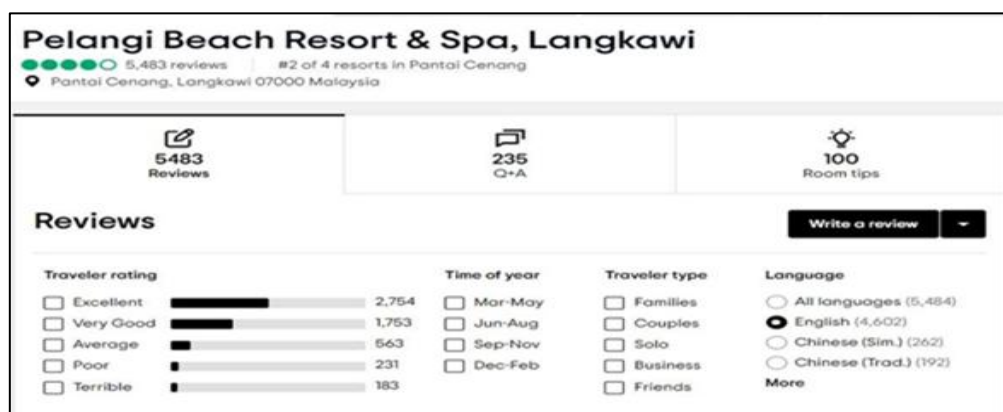 Pelangi Beach Resort & Spa, Langkawi
5,483 reviews #2 of 4 resorts in Pantai Cenang
Pantai Cenang, Langkawi 07000 Malaysia
5483
Reviews
235
Q+A
100
Room tips
Reviews
Write a review
Traveler rating
Excellent 2,754
Very Good 1,753
Average 563
Poor 231
Terrible 183
Time of year
Mar-May
Jun-Aug
Sep-Nov
Dec-Feb
Traveler type
Families
Couples
Solo
Business
Friends
Language
All languages (5,484)
English (4,602)
Chinese (Sim.) (262)
Chinese (Trad.) (192)
More